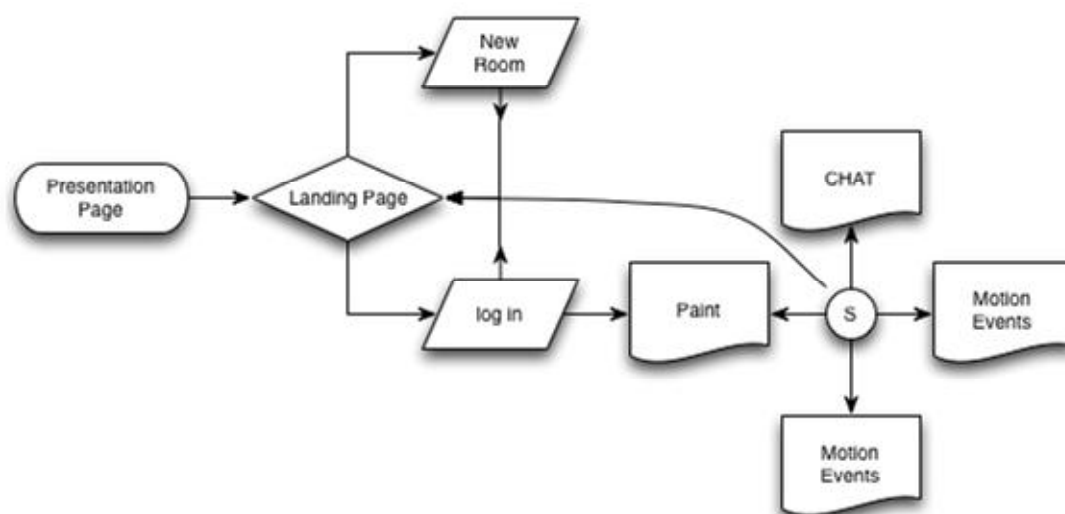 New
Room
Presentation
Page
Landing Page
CHAT
log in
Paint
S
Motion
Events
Motion
Events